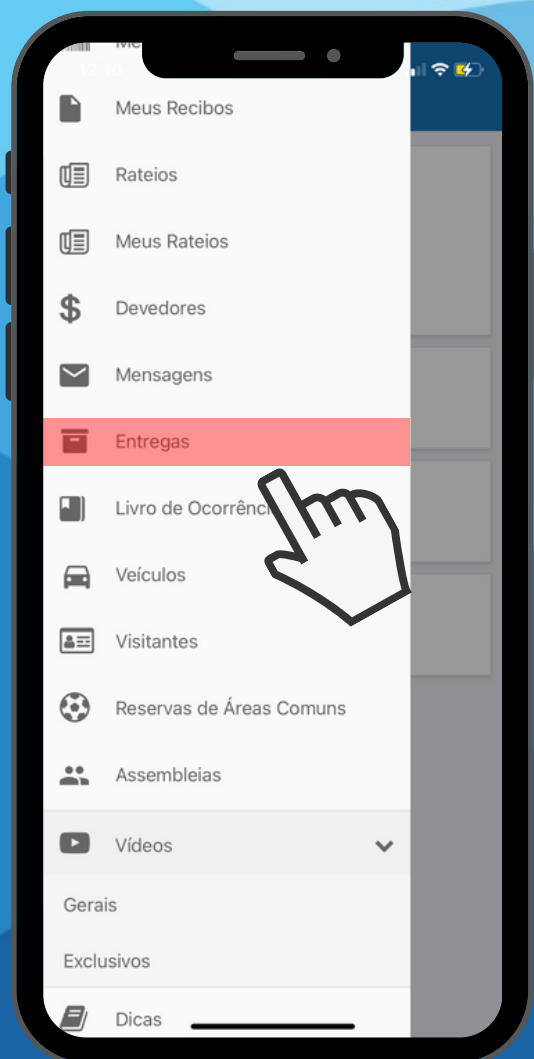 Meus Recibos
Rateios
Meus Rateios
Devedores
Mensagens
Entregas
Livro de Ocorrênci
Veículos
Visitantes
Reservas de Áreas Comuns
Assembleias
Vídeos
Gerais
Exclusivos
Dicas